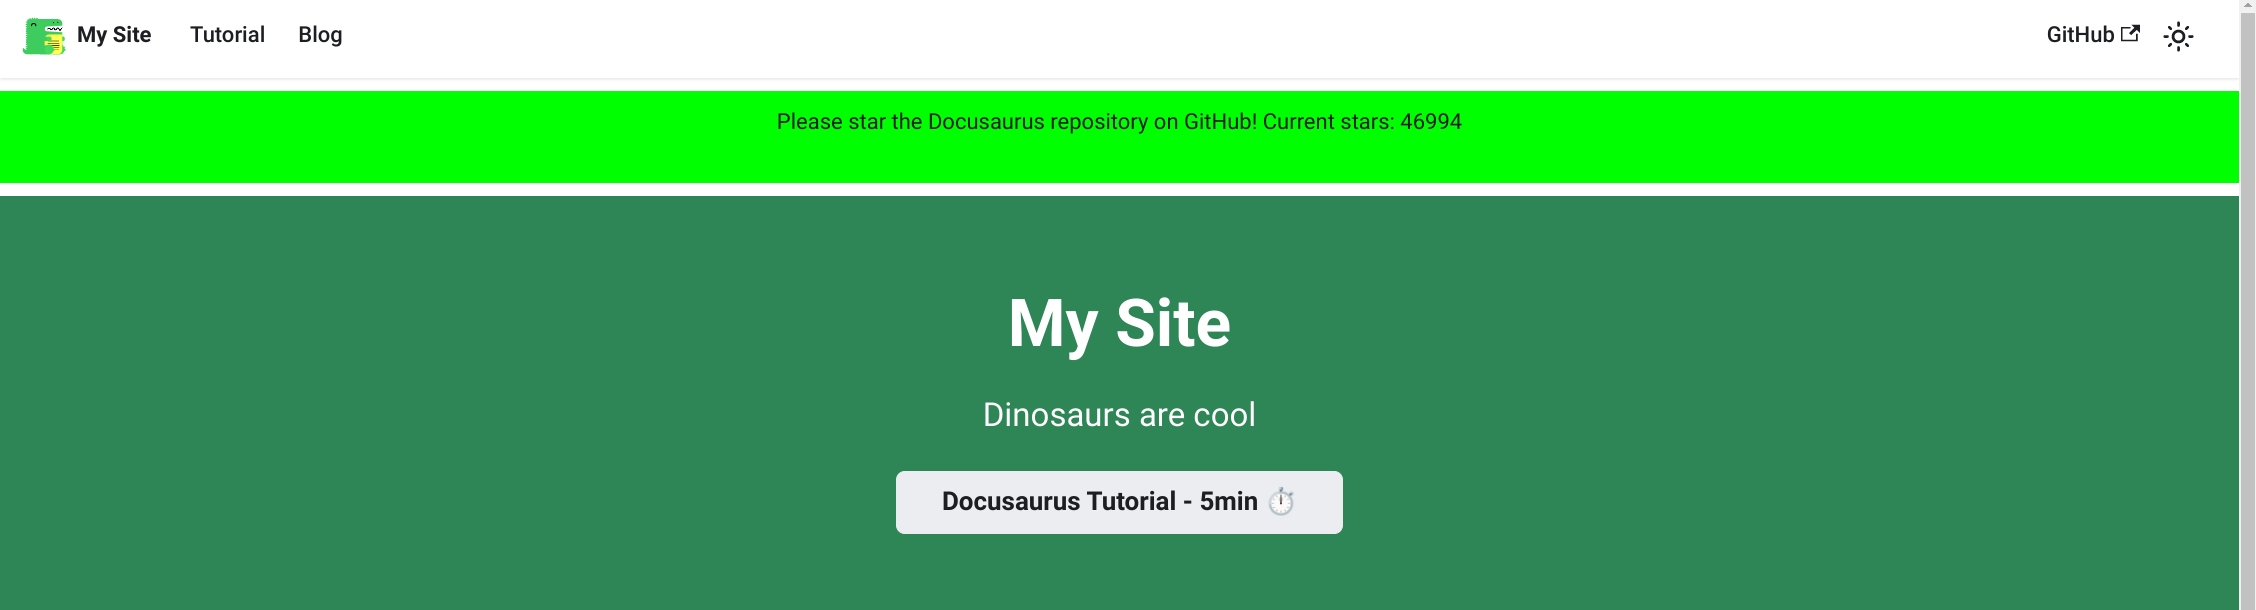 My Site Tutorial Blog GitHub
Please star the Docusaurus repository on GitHub! Current stars: 46994
My Site
Dinosaurs are cool
Docusaurus Tutorial - 5min ⏱️